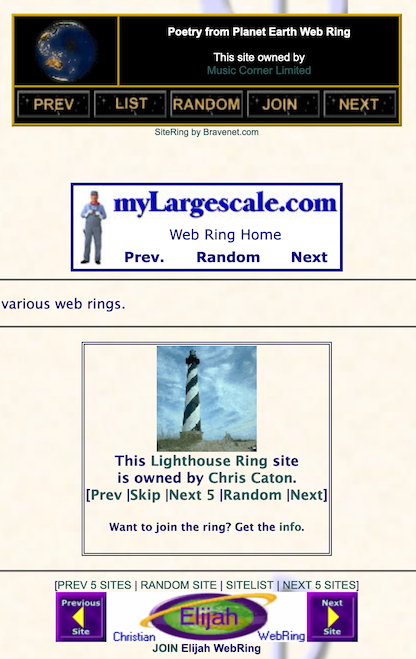 Poetry from Planet Earth Web Ring
This site owned by
Music Corner Limited
PREV LIST RANDOM JOIN NEXT
SiteRing by Bravenet.com
myLargescale.com
Web Ring Home
Prev. Random Next
various web rings.
This Lighthouse Ring site
is owned by Chris Caton.
[Prev |Skip |Next 5 |Random |Next]
Want to join the ring? Get the info.
[PREV 5 SITES | RANDOM SITE | SITELIST | NEXT 5 SITES]
Previous
Site
Elijah
Christian WebRing
Next
Site
JOIN Elijah WebRing